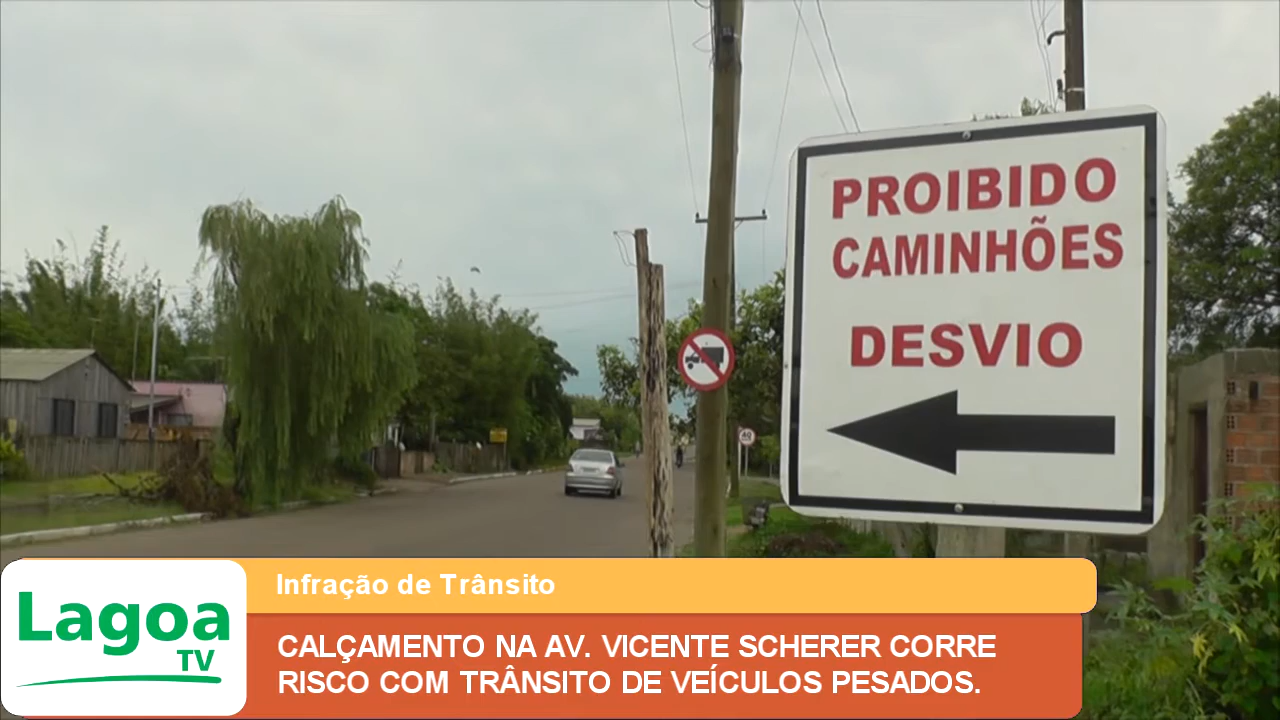 PROIBIDO
CAMINHÕES
DESVIO
40
Infração de Trânsito
CALÇAMENTO NA AV. VICENTE SCHERER CORRE
RISCO COM TRÂNSITO DE VEÍCULOS PESADOS.
Lagoa
TV